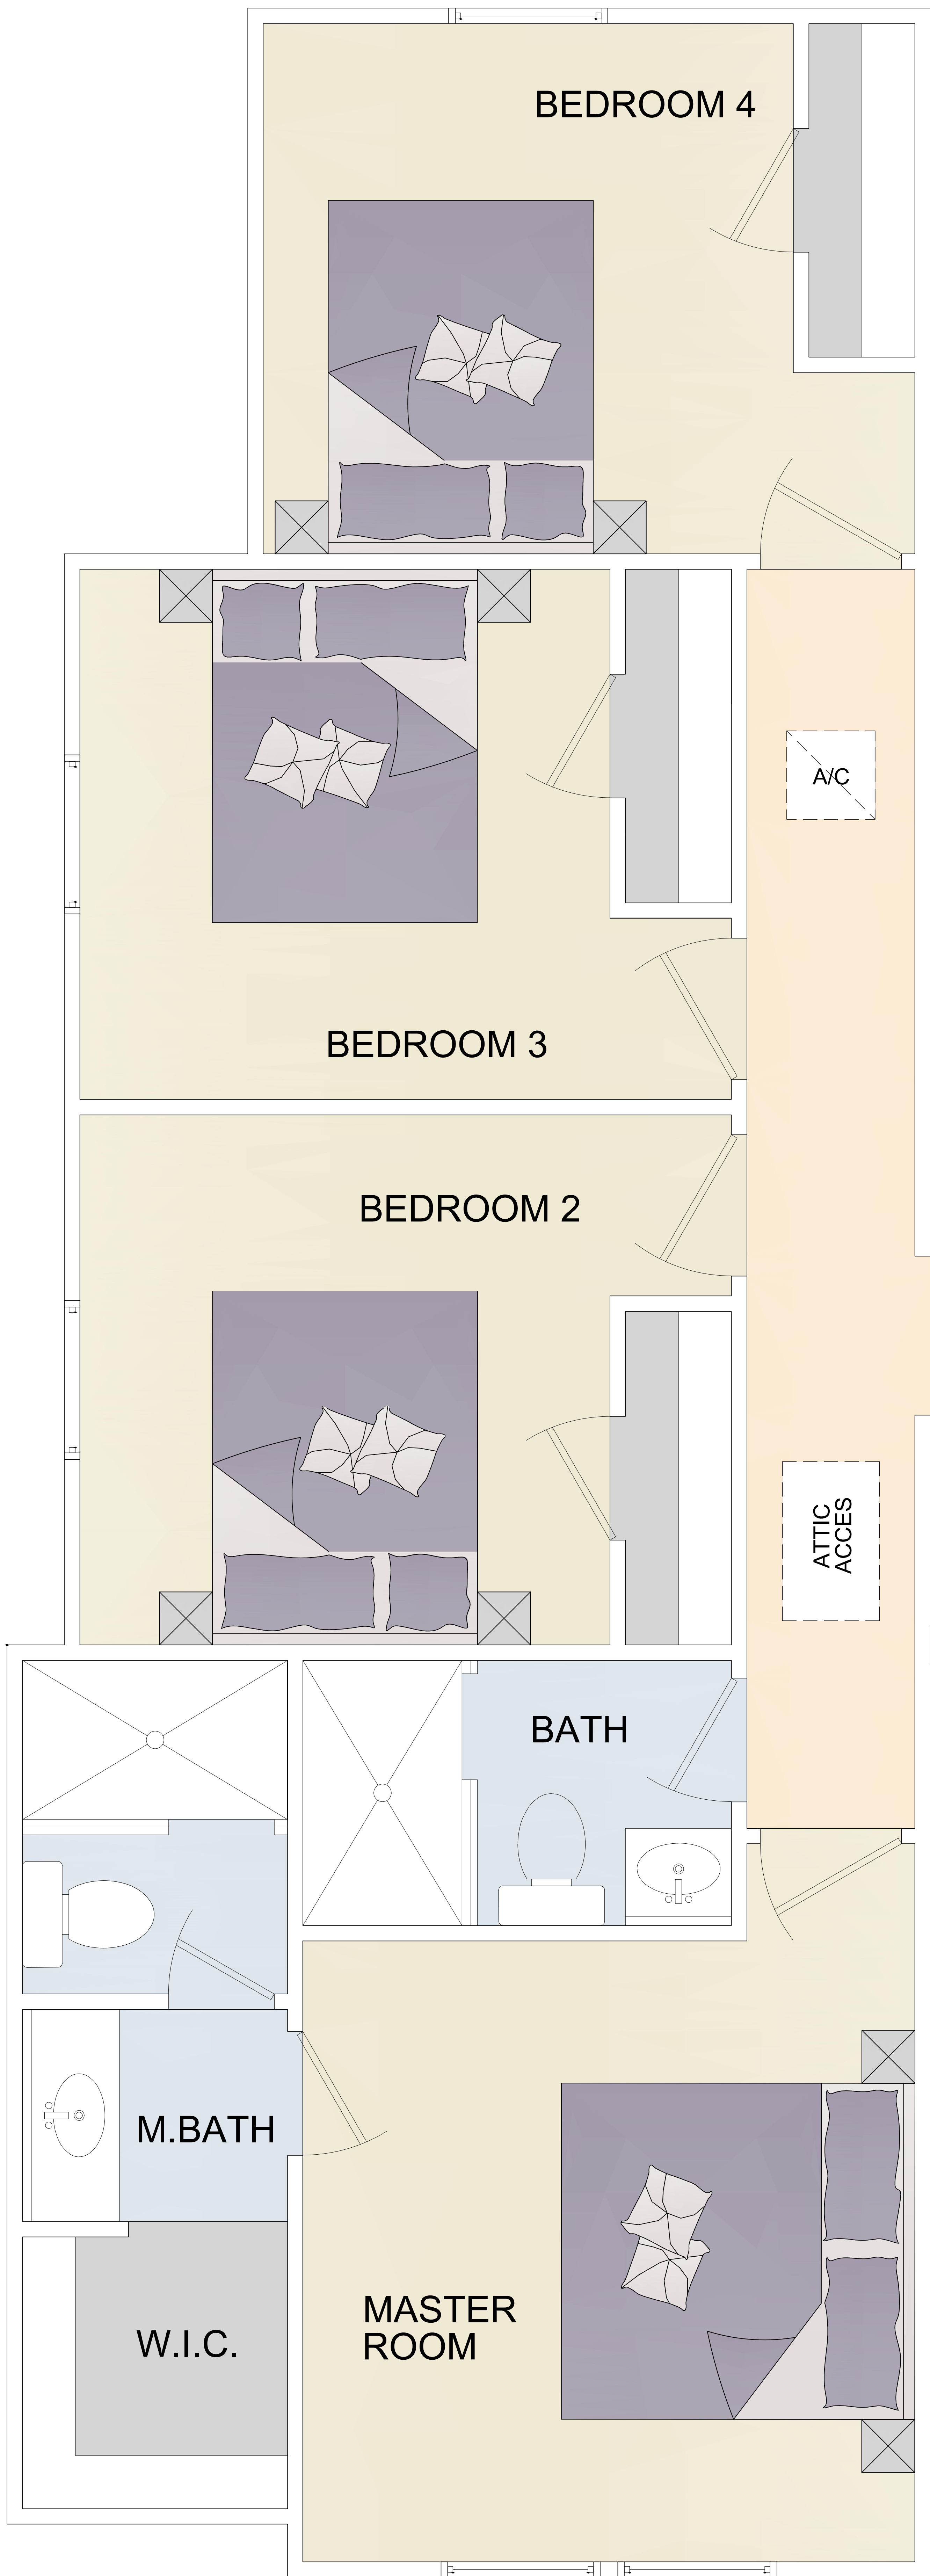 BEDROOM 4
A/C
BEDROOM 3
BEDROOM 2
ATTIC
ACCES
BATH
M.BATH
MASTER
ROOM
W.I.C.